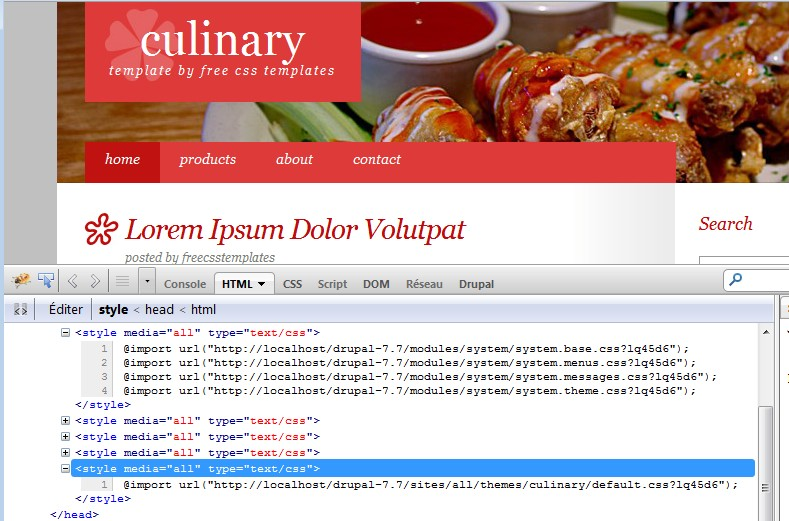 culinary
template by free css templates
home products about contact
Lorem Ipsum Dolor Volutpat
posted by freecsstemplates
Search
Console HTML CSS Script DOM Réseau Drupal
Éditer style < head < html
<style media="all" type="text/css">
1 @import url("http://localhost/drupal-7.7/modules/system/system.base.css?lq45d6");
2 @import url("http://localhost/drupal-7.7/modules/system/system.menus.css?lq45d6");
3 @import url("http://localhost/drupal-7.7/modules/system/system.messages.css?lq45d6");
4 @import url("http://localhost/drupal-7.7/modules/system/system.theme.css?lq45d6");
</style>
<style media="all" type="text/css">
<style media="all" type="text/css">
<style media="all" type="text/css">
<style media="all" type="text/css">
1 @import url("http://localhost/drupal-7.7/sites/all/themes/culinary/default.css?lq45d6");
</style>
</head>